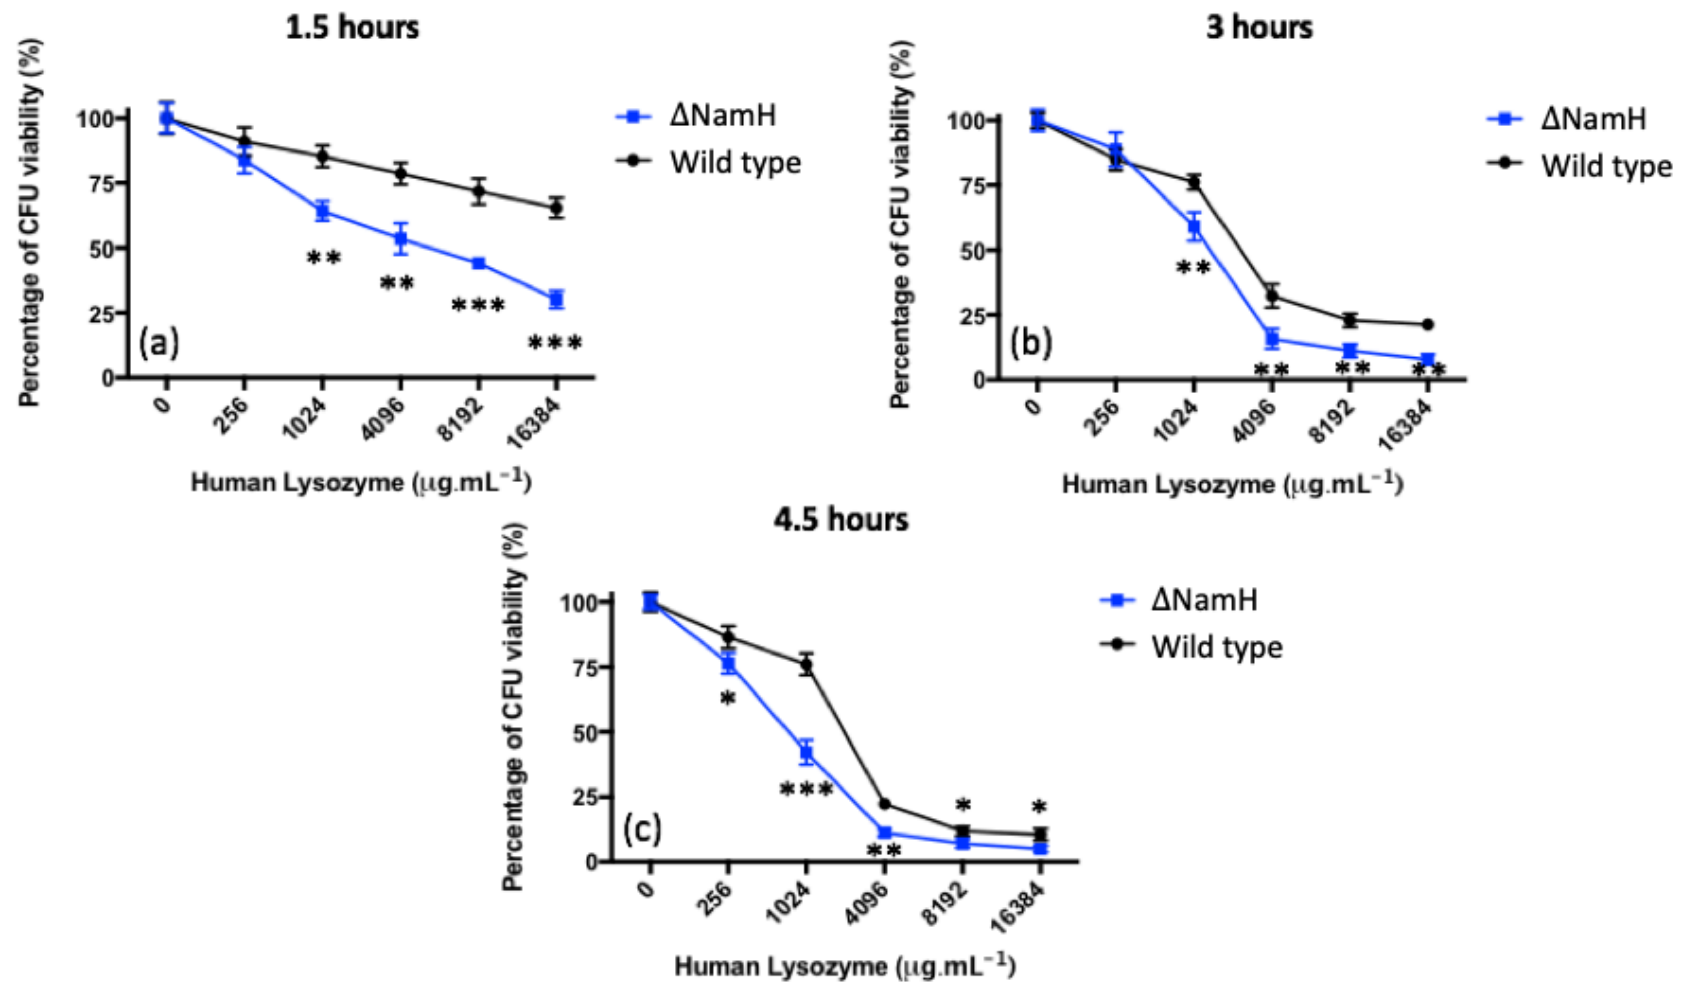 1.5 hours
Percentage of CFU viability (%)
100
75
50
25
0
ΔNamH
Wild type
**
**
***
***
(a)
0 256 1024 4096 8192 16384
Human Lysozyme (μg.mL⁻¹)
3 hours
Percentage of CFU viability (%)
100
75
50
25
0
ΔNamH
Wild type
**
** ** **
(b)
0 256 1024 4096 8192 16384
Human Lysozyme (μg.mL⁻¹)
4.5 hours
Percentage of CFU viability (%)
100
75
50
25
0
ΔNamH
Wild type
*
***
* *
**
(c)
0 256 1024 4096 8192 16384
Human Lysozyme (μg.mL⁻¹)